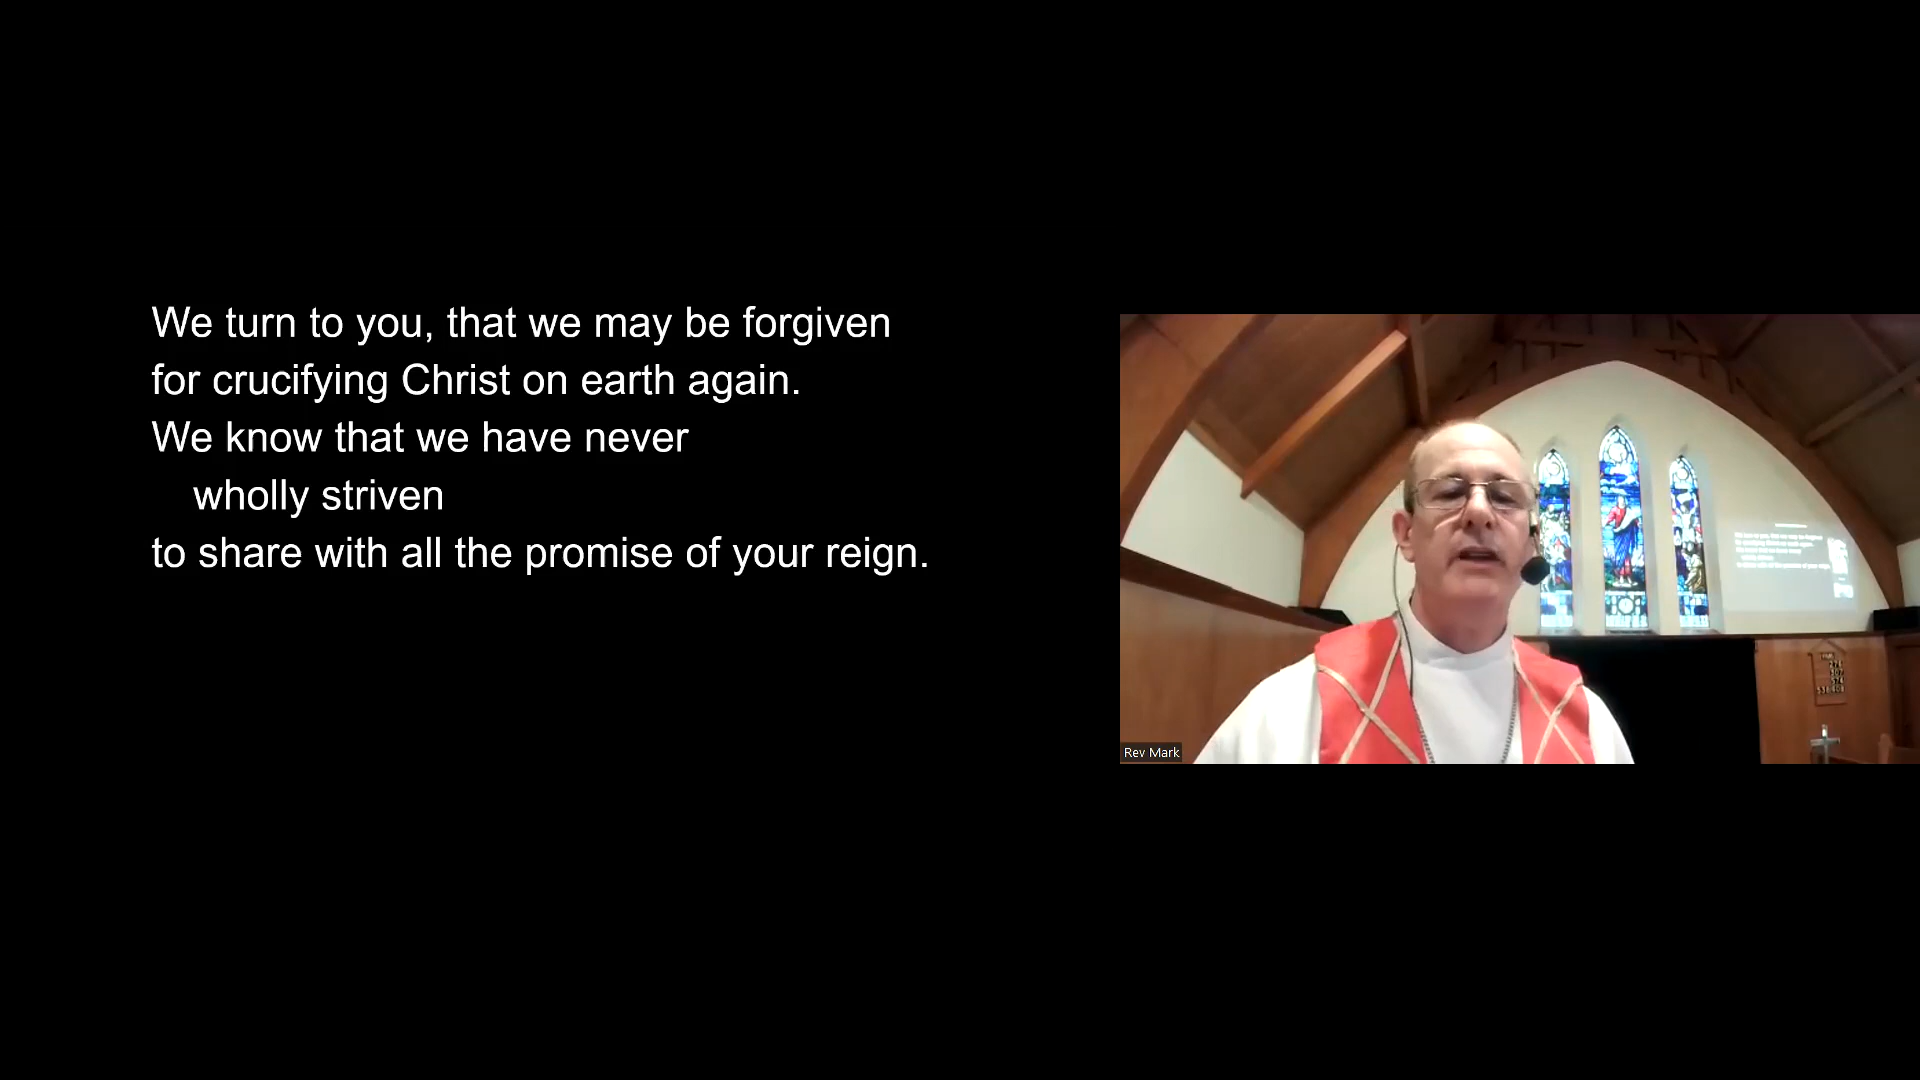 We turn to you, that we may be forgiven
for crucifying Christ on earth again.
We know that we have never
wholly striven
to share with all the promise of your reign.
Rev Mark